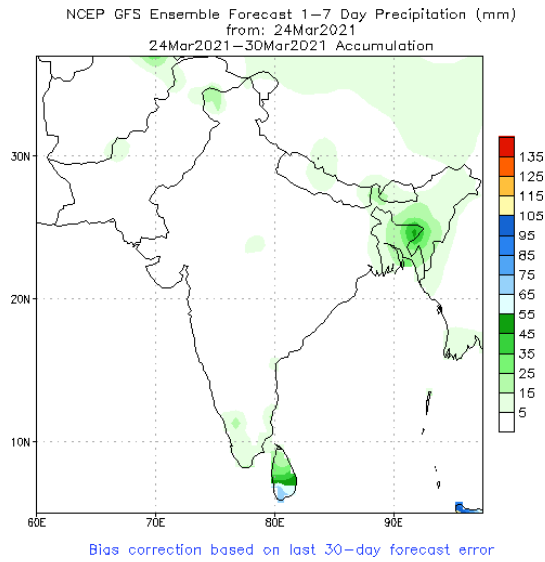 NCEP GFS Ensemble Forecast 1-7 Day Precipitation (mm)
from: 24Mar2021
24Mar2021-30Mar2021 Accumulation
30N
20N
10N
60E
70E
80E
90E
135
125
115
105
95
85
75
65
55
45
35
25
15
5
Bias correction based on last 30-day forecast error